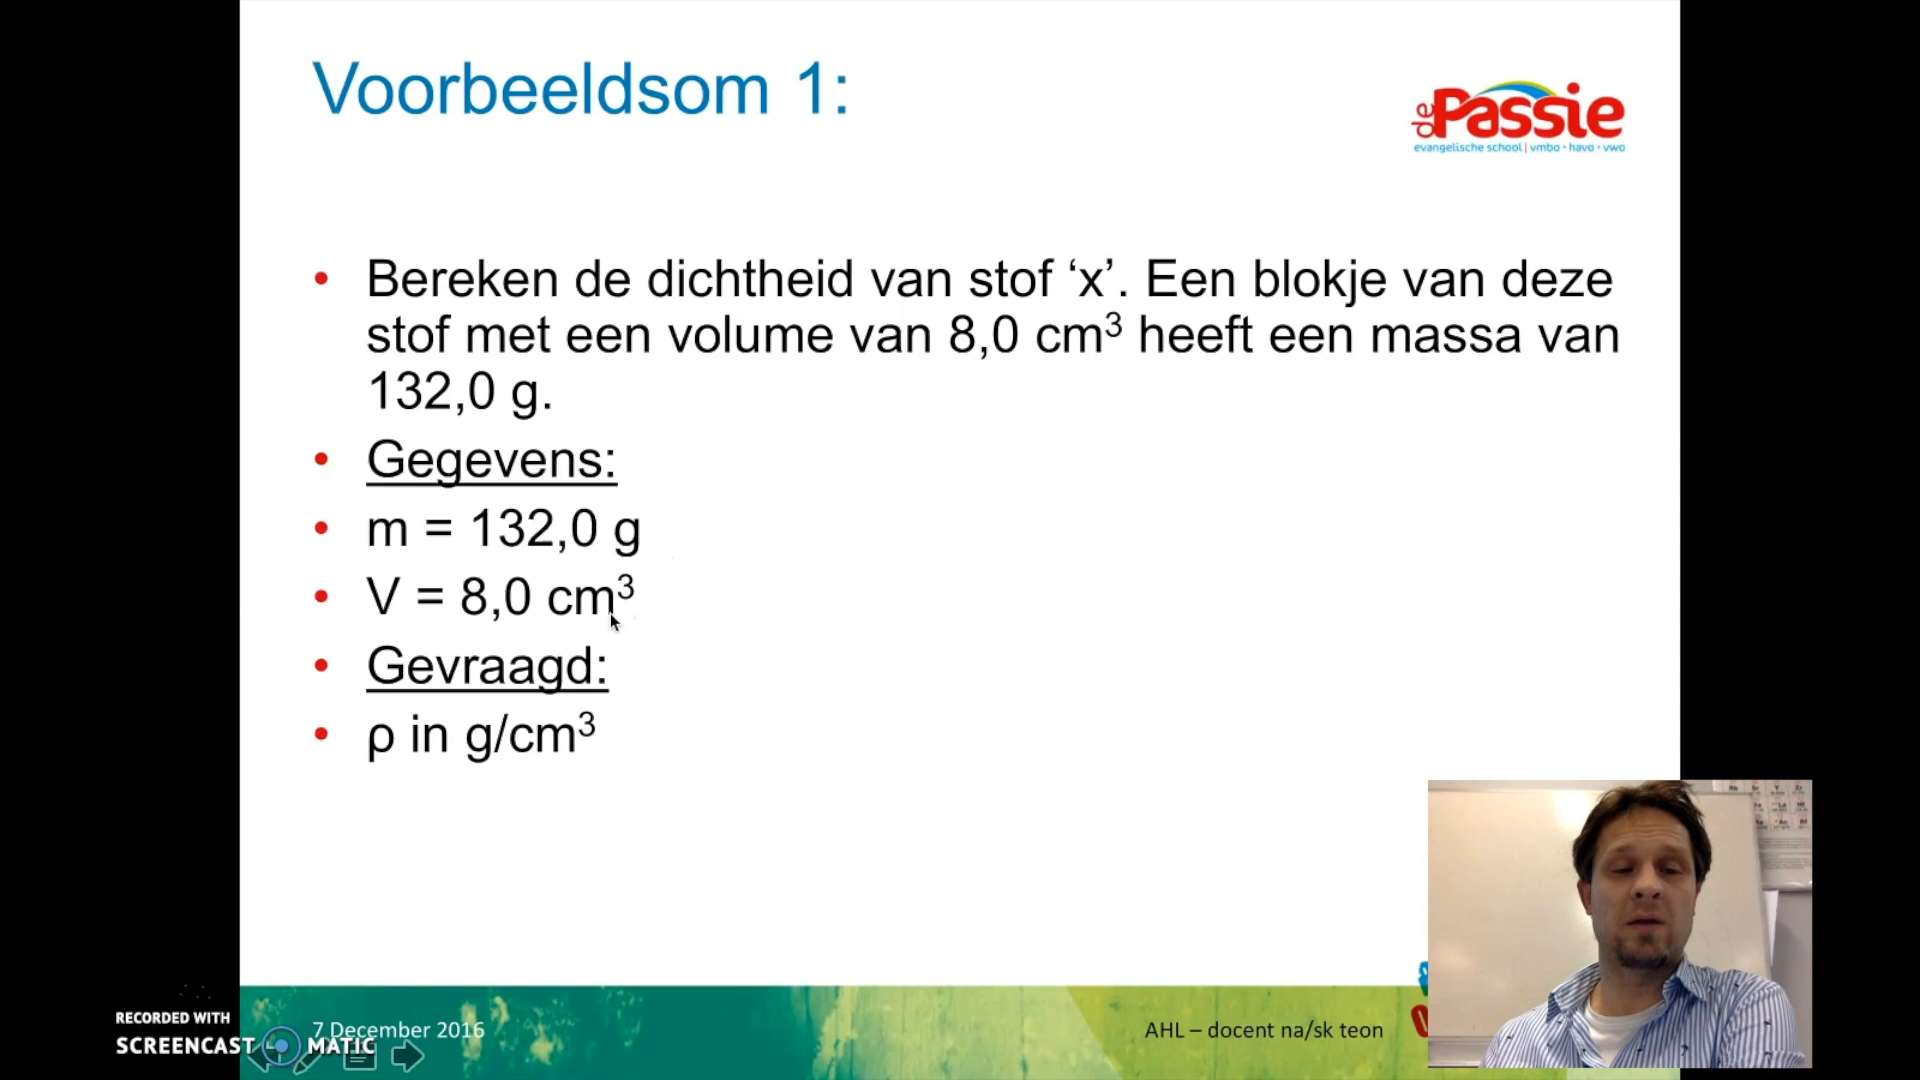 Voorbeeldsom 1:
de Passie
evangelische school | vmbo • havo • vwo
• Bereken de dichtheid van stof ‘x’. Een blokje van deze
stof met een volume van 8,0 cm³ heeft een massa van
132,0 g.
• Gegevens:
• m = 132,0 g
• V = 8,0 cm³
• Gevraagd:
• ρ in g/cm³
7 December 2016
AHL – docent na/sk teon
RECORDED WITH
SCREENCAST MATIC